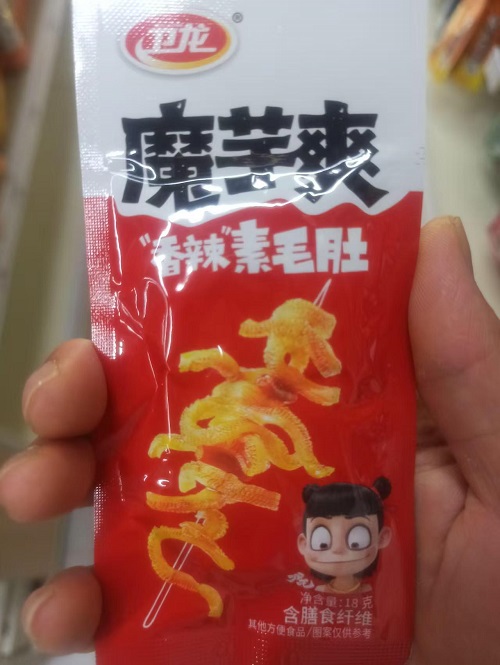 卫龙®
魔芋爽
"香辣"素毛肚
净含量:18克
含膳食纤维
其他方便食品/图案仅供参考